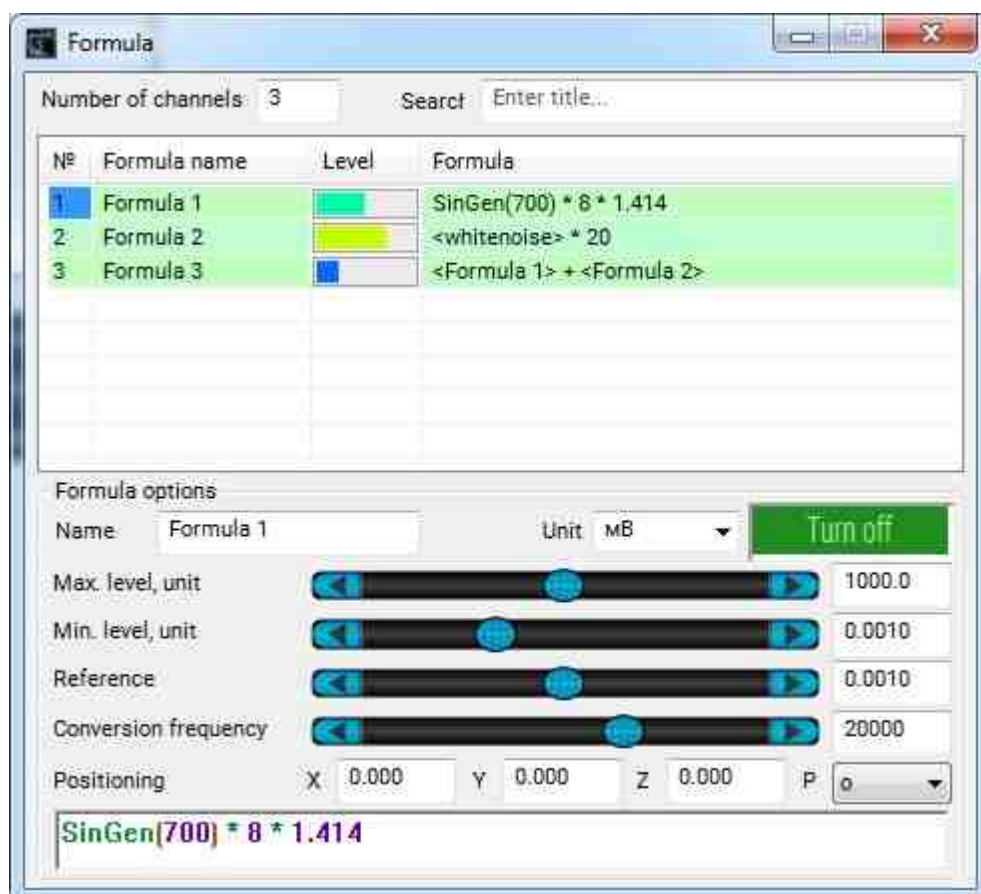 Formula
Number of channels 3 Search Enter title...
№ Formula name Level Formula
1 Formula 1 SinGen(700) * 8 * 1.414
2 Formula 2 <whitenoise> * 20
3 Formula 3 <Formula 1> + <Formula 2>
Formula options
Name Formula 1 Unit мВ Turn off
Max. level, unit 1000.0
Min. level, unit 0.0010
Reference 0.0010
Conversion frequency 20000
Positioning X 0.000 Y 0.000 Z 0.000 P o
SinGen(700) * 8 * 1.414